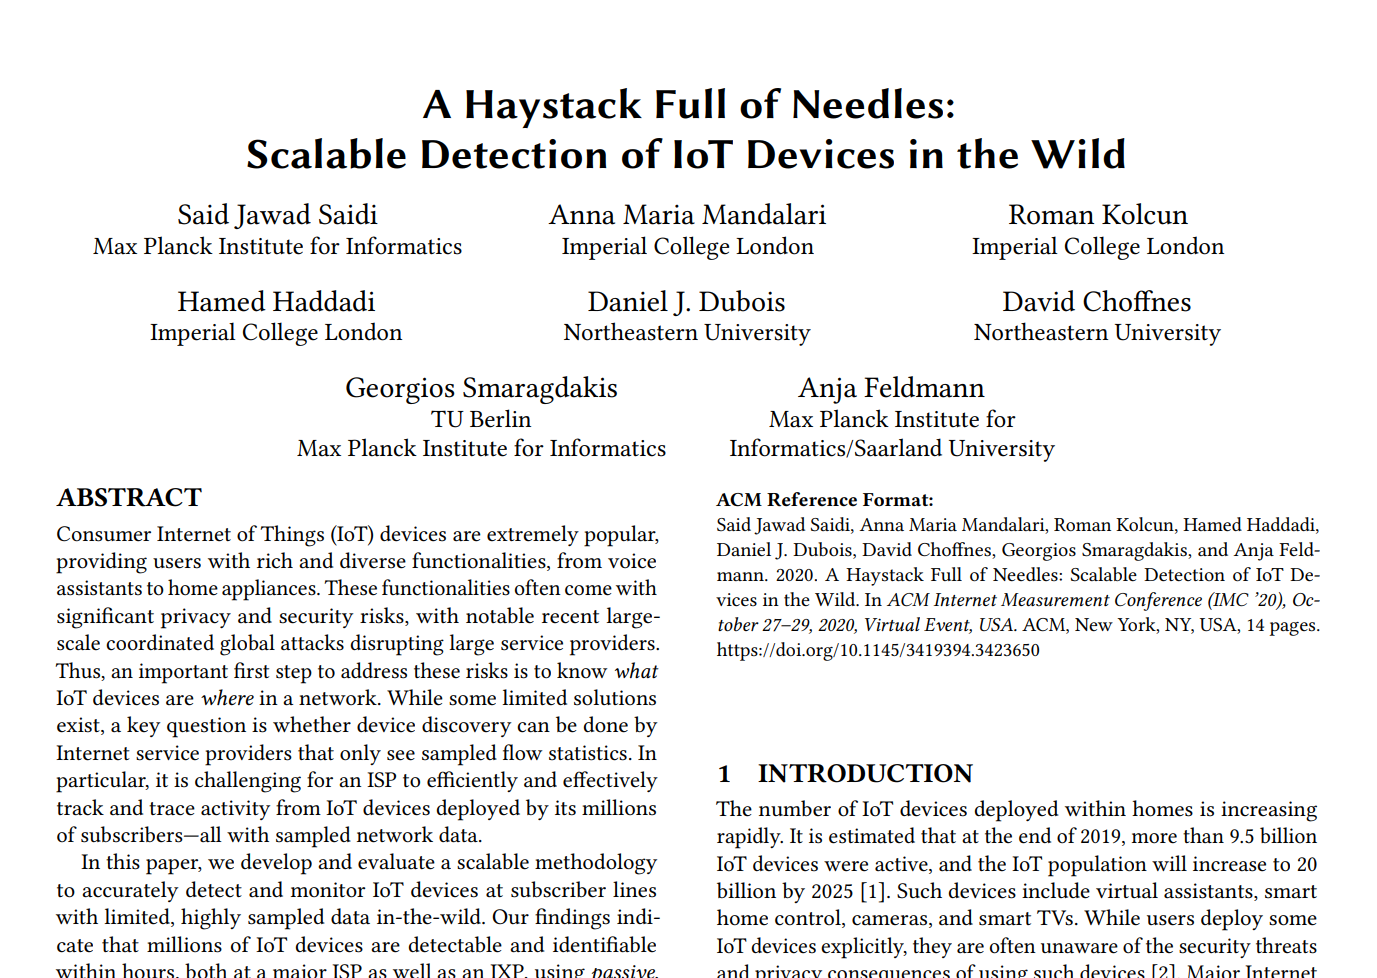 A Haystack Full of Needles:
Scalable Detection of IoT Devices in the Wild
Said Jawad Saidi
Max Planck Institute for Informatics
Anna Maria Mandalari
Imperial College London
Roman Kolcun
Imperial College London
Hamed Haddadi
Imperial College London
Daniel J. Dubois
Northeastern University
David Choffnes
Northeastern University
Georgios Smaragdakis
TU Berlin
Max Planck Institute for Informatics
Anja Feldmann
Max Planck Institute for
Informatics/Saarland University
ABSTRACT
Consumer Internet of Things (IoT) devices are extremely popular,
providing users with rich and diverse functionalities, from voice
assistants to home appliances. These functionalities often come with
significant privacy and security risks, with notable recent large-
scale coordinated global attacks disrupting large service providers.
Thus, an important first step to address these risks is to know what
IoT devices are where in a network. While some limited solutions
exist, a key question is whether device discovery can be done by
Internet service providers that only see sampled flow statistics. In
particular, it is challenging for an ISP to efficiently and effectively
track and trace activity from IoT devices deployed by its millions
of subscribers—all with sampled network data.
In this paper, we develop and evaluate a scalable methodology
to accurately detect and monitor IoT devices at subscriber lines
with limited, highly sampled data in-the-wild. Our findings indi-
cate that millions of IoT devices are detectable and identifiable
within hours, both at a major ISP as well as an IXP, using passive,
ACM Reference Format:
Said Jawad Saidi, Anna Maria Mandalari, Roman Kolcun, Hamed Haddadi,
Daniel J. Dubois, David Choffnes, Georgios Smaragdakis, and Anja Feld-
mann. 2020. A Haystack Full of Needles: Scalable Detection of IoT De-
vices in the Wild. In ACM Internet Measurement Conference (IMC ’20), Oc-
tober 27–29, 2020, Virtual Event, USA. ACM, New York, NY, USA, 14 pages.
https://doi.org/10.1145/3419394.3423650
1 INTRODUCTION
The number of IoT devices deployed within homes is increasing
rapidly. It is estimated that at the end of 2019, more than 9.5 billion
IoT devices were active, and the IoT population will increase to 20
billion by 2025 [1]. Such devices include virtual assistants, smart
home control, cameras, and smart TVs. While users deploy some
IoT devices explicitly, they are often unaware of the security threats
and privacy consequences of using such devices [2]. Major Internet